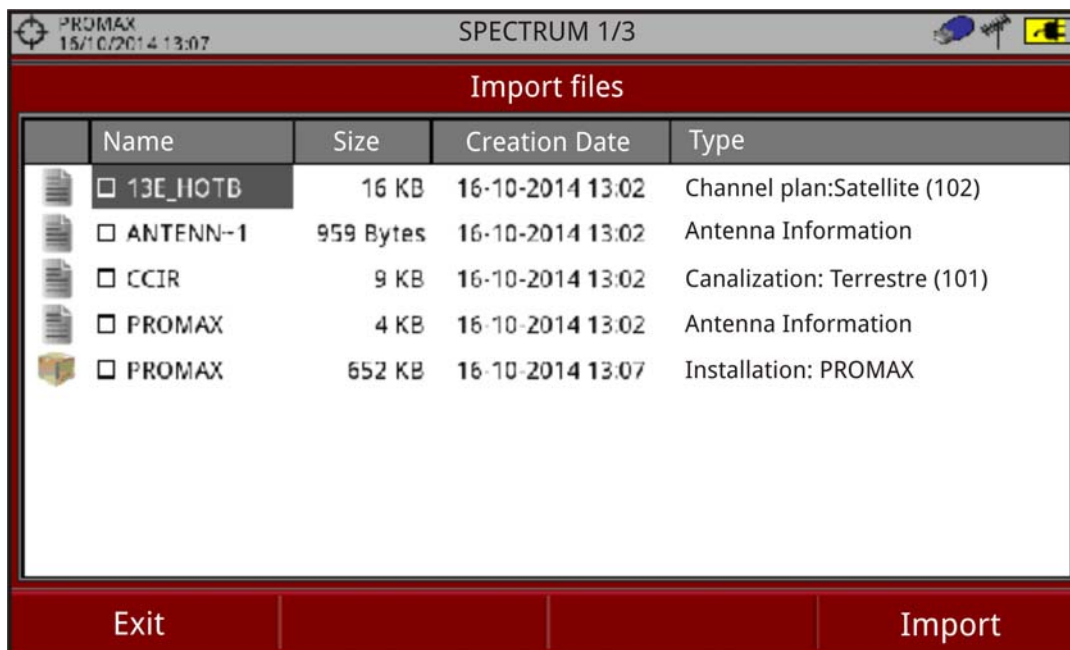 PROMAX
16/10/2014 13:07
SPECTRUM 1/3
Import files
Name Size Creation Date Type
13E_HOTB 16 KB 16-10-2014 13:02 Channel plan:Satellite (102)
ANTENN~1 959 Bytes 16-10-2014 13:02 Antenna Information
CCIR 9 KB 16-10-2014 13:02 Canalization: Terrestre (101)
PROMAX 4 KB 16-10-2014 13:02 Antenna Information
PROMAX 652 KB 16-10-2014 13:07 Installation: PROMAX
Exit Import